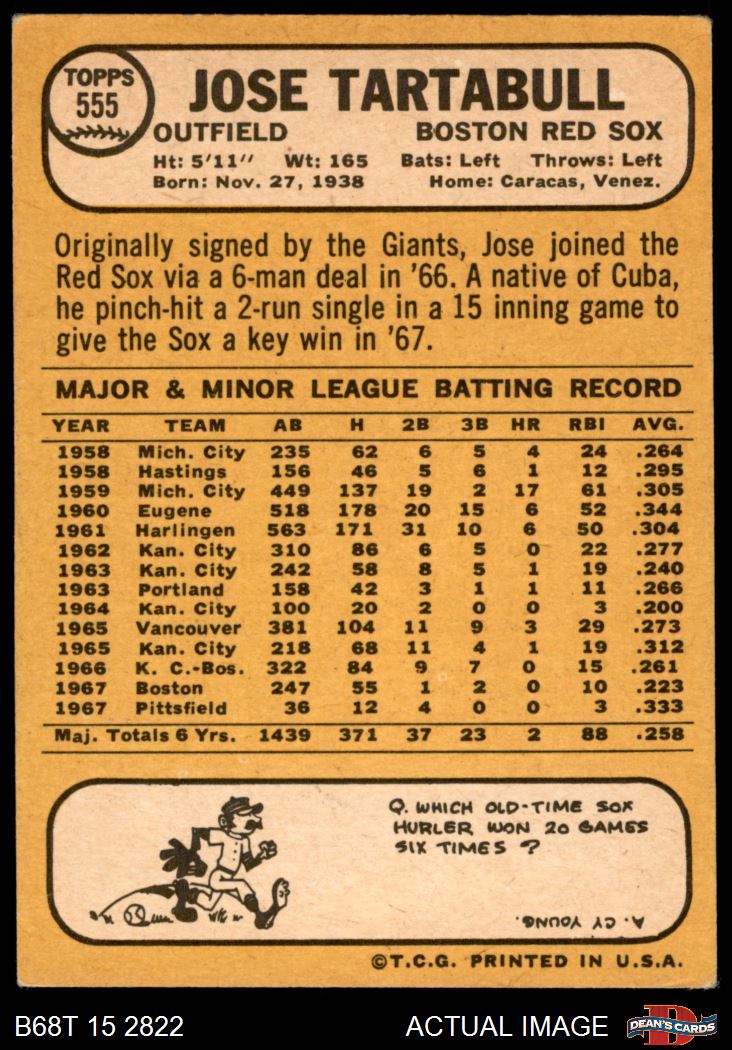 TOPPS
555
JOSE TARTABULL
OUTFIELD BOSTON RED SOX
Ht: 5'11" Wt: 165 Bats: Left Throws: Left
Born: Nov. 27, 1938 Home: Caracas, Venez.
Originally signed by the Giants, Jose joined the
Red Sox via a 6-man deal in '66. A native of Cuba,
he pinch-hit a 2-run single in a 15 inning game to
give the Sox a key win in '67.
MAJOR & MINOR LEAGUE BATTING RECORD
YEAR TEAM AB H 2B 3B HR RBI AVG.
1958 Mich. City 235 62 6 5 4 24 .264
1958 Hastings 156 46 5 6 1 12 .295
1959 Mich. City 449 137 19 2 17 61 .305
1960 Eugene 518 178 20 15 6 52 .344
1961 Harlingen 563 171 31 10 6 50 .304
1962 Kan. City 310 86 6 5 0 22 .277
1963 Kan. City 242 58 8 5 1 19 .240
1963 Portland 158 42 3 1 1 11 .266
1964 Kan. City 100 20 2 0 0 3 .200
1965 Vancouver 381 104 11 9 3 29 .273
1965 Kan. City 218 68 11 4 1 19 .312
1966 K. C.-Bos. 322 84 9 7 0 15 .261
1967 Boston 247 55 1 2 0 10 .223
1967 Pittsfield 36 12 4 0 0 3 .333
Maj. Totals 6 Yrs. 1439 371 37 23 2 88 .258
Q. WHICH OLD-TIME SOX
HURLER WON 20 GAMES
SIX TIMES ?
A. CY YOUNG.
©T.C.G. PRINTED IN U.S.A.
B68T 15 2822 ACTUAL IMAGE D DEAN'S CARDS